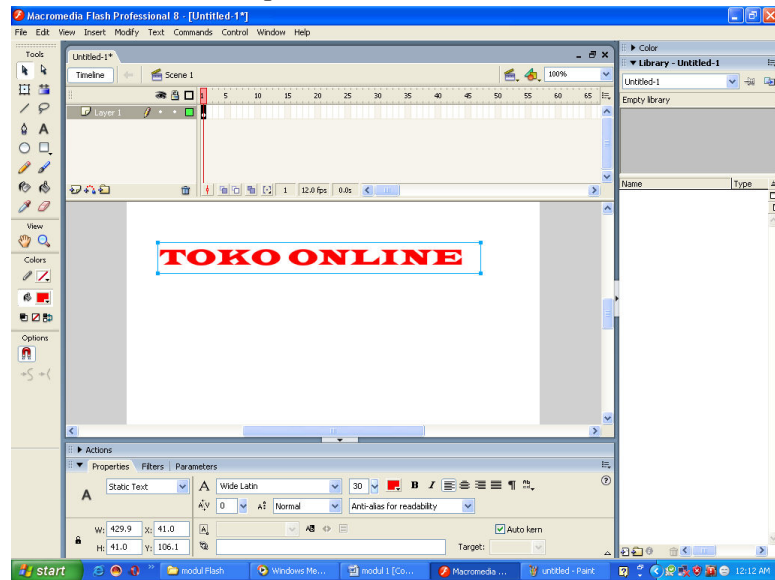 Macromedia Flash Professional 8 - [Untitled-1*]
File Edit View Insert Modify Text Commands Control Window Help
Tools
Untitled-1*
Timeline Scene 1 100%
1 5 10 15 20 25 30 35 40 45 50 55 60 65
Layer 1
1 12.0 fps 0.0s
View
Colors
Options
TOKO ONLINE
Color
Library - Untitled-1
Untitled-1
Empty library
Name Type
Actions
Properties Filters Parameters
A Static Text A Wide Latin 30 B I
A V 0 Normal Anti-alias for readability
W: 429.9 X: 41.0 Auto kern
H: 41.0 Y: 106.1 Target:
start modul Flash Windows Me... modul 1 [Co... Macromedia ... untitled - Paint 12:12 AM